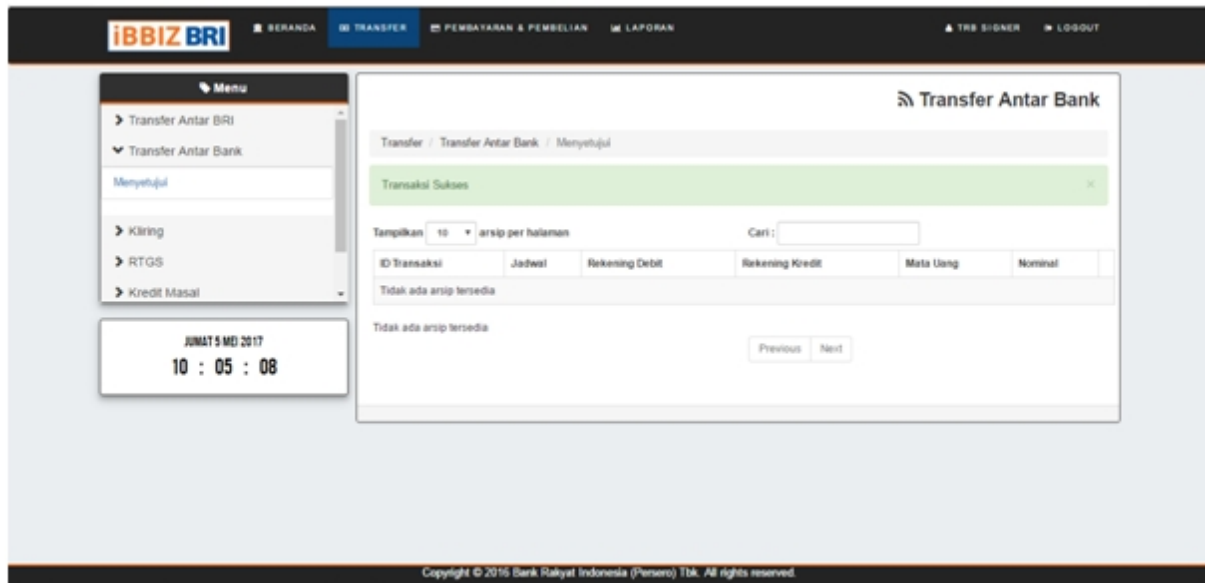 iBBIZ BRI
BERANDA
TRANSFER
PEMBAYARAN & PEMBELIAN
LAPORAN
TRB SIGNER
LOGOUT
Menu
Transfer Antar BRI
Transfer Antar Bank
Menyetujui
Kliring
RTGS
Kredit Masal
JUMAT 5 MEI 2017
10 : 05 : 08
Transfer Antar Bank
Transfer / Transfer Antar Bank / Menyetujui
Transaksi Sukses ×
Tampilkan 10 arsip per halaman Cari :
ID Transaksi Jadwal Rekening Debit Rekening Kredit Mata Uang Nominal
Tidak ada arsip tersedia
Tidak ada arsip tersedia
Previous Next
Copyright © 2016 Bank Rakyat Indonesia (Persero) Tbk. All rights reserved.